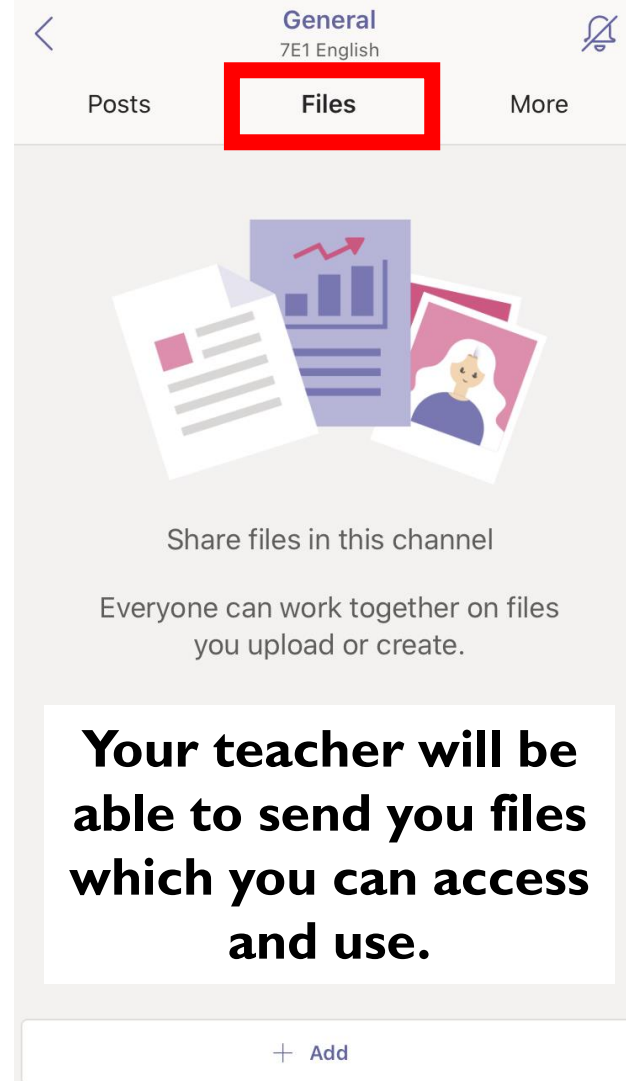 General
7E1 English
Posts Files More
Share files in this channel
Everyone can work together on files
you upload or create.
Your teacher will be
able to send you files
which you can access
and use.
+ Add